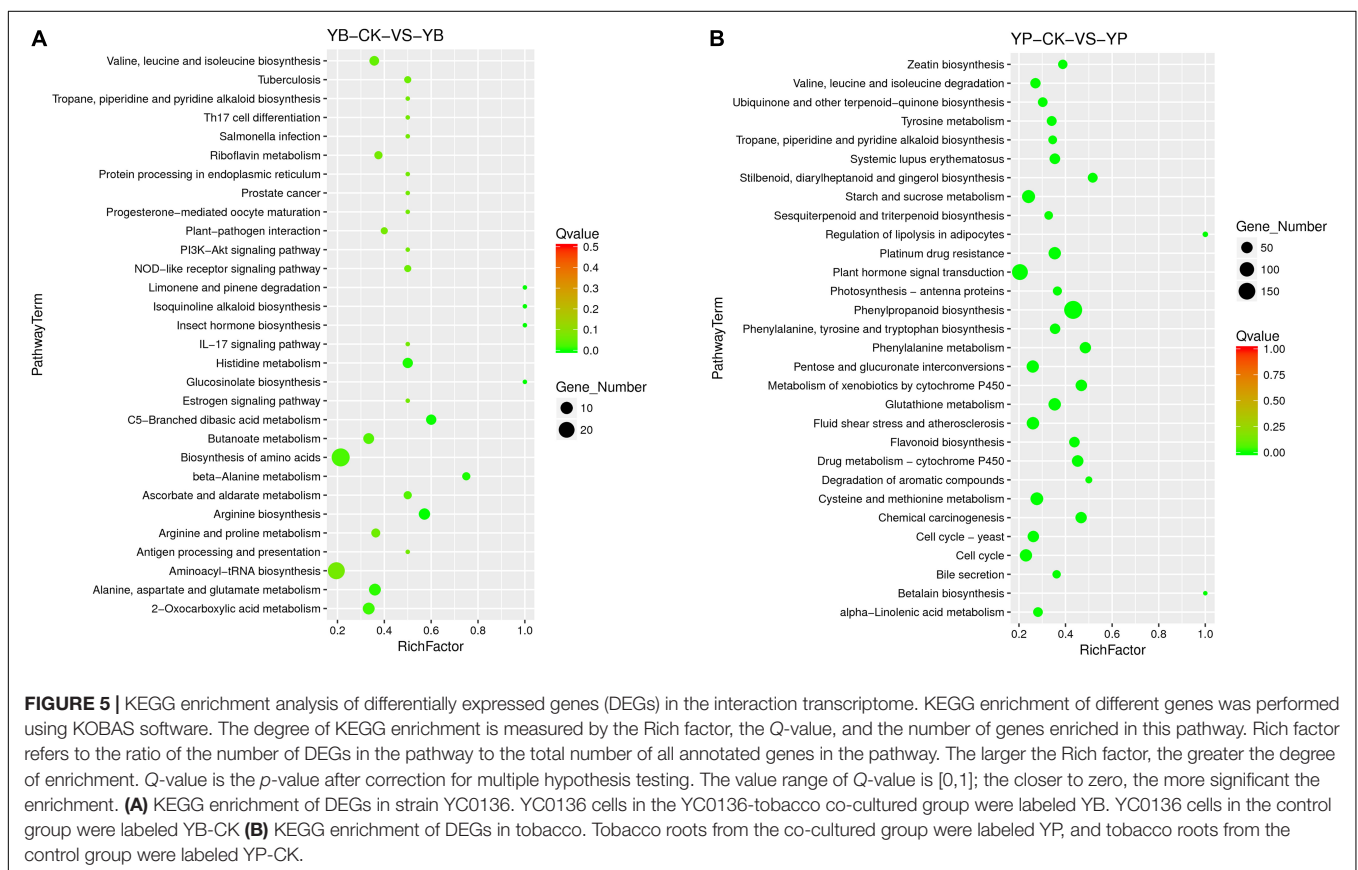 A
YB−CK−VS−YB
PathwayTerm
Valine, leucine and isoleucine biosynthesis
Tuberculosis
Tropane, piperidine and pyridine alkaloid biosynthesis
Th17 cell differentiation
Salmonella infection
Riboflavin metabolism
Protein processing in endoplasmic reticulum
Prostate cancer
Progesterone−mediated oocyte maturation
Plant−pathogen interaction
PI3K−Akt signaling pathway
NOD−like receptor signaling pathway
Limonene and pinene degradation
Isoquinoline alkaloid biosynthesis
Insect hormone biosynthesis
IL−17 signaling pathway
Histidine metabolism
Glucosinolate biosynthesis
Estrogen signaling pathway
C5−Branched dibasic acid metabolism
Butanoate metabolism
Biosynthesis of amino acids
beta−Alanine metabolism
Ascorbate and aldarate metabolism
Arginine biosynthesis
Arginine and proline metabolism
Antigen processing and presentation
Aminoacyl−tRNA biosynthesis
Alanine, aspartate and glutamate metabolism
2−Oxocarboxylic acid metabolism
0.2 0.4 0.6 0.8 1.0
RichFactor
Qvalue
0.5
0.4
0.3
0.2
0.1
0.0
Gene_Number
10
20
B
YP−CK−VS−YP
PathwayTerm
Zeatin biosynthesis
Valine, leucine and isoleucine degradation
Ubiquinone and other terpenoid−quinone biosynthesis
Tyrosine metabolism
Tropane, piperidine and pyridine alkaloid biosynthesis
Systemic lupus erythematosus
Stilbenoid, diarylheptanoid and gingerol biosynthesis
Starch and sucrose metabolism
Sesquiterpenoid and triterpenoid biosynthesis
Regulation of lipolysis in adipocytes
Platinum drug resistance
Plant hormone signal transduction
Photosynthesis − antenna proteins
Phenylpropanoid biosynthesis
Phenylalanine, tyrosine and tryptophan biosynthesis
Phenylalanine metabolism
Pentose and glucuronate interconversions
Metabolism of xenobiotics by cytochrome P450
Glutathione metabolism
Fluid shear stress and atherosclerosis
Flavonoid biosynthesis
Drug metabolism − cytochrome P450
Degradation of aromatic compounds
Cysteine and methionine metabolism
Chemical carcinogenesis
Cell cycle − yeast
Cell cycle
Bile secretion
Betalain biosynthesis
alpha−Linolenic acid metabolism
0.2 0.4 0.6 0.8 1.0
RichFactor
Gene_Number
50
100
150
Qvalue
1.00
0.75
0.50
0.25
0.00
FIGURE 5 | KEGG enrichment analysis of differentially expressed genes (DEGs) in the interaction transcriptome. KEGG enrichment of different genes was performed
using KOBAS software. The degree of KEGG enrichment is measured by the Rich factor, the Q-value, and the number of genes enriched in this pathway. Rich factor
refers to the ratio of the number of DEGs in the pathway to the total number of all annotated genes in the pathway. The larger the Rich factor, the greater the degree
of enrichment. Q-value is the p-value after correction for multiple hypothesis testing. The value range of Q-value is [0,1]; the closer to zero, the more significant the
enrichment. (A) KEGG enrichment of DEGs in strain YC0136. YC0136 cells in the YC0136-tobacco co-cultured group were labeled YB. YC0136 cells in the control
group were labeled YB-CK (B) KEGG enrichment of DEGs in tobacco. Tobacco roots from the co-cultured group were labeled YP, and tobacco roots from the
control group were labeled YP-CK.